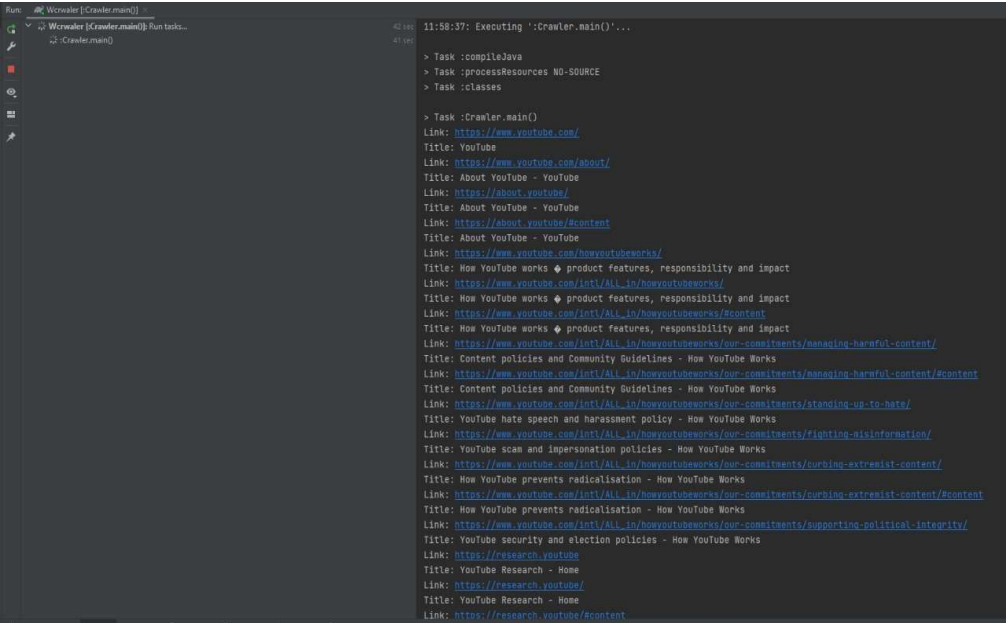 Run: Wcrwaler [:Crawler.main()] ×
Wcrwaler [:Crawler.main()]: Run tasks... 42 sec
:Crawler.main() 41 sec
11:58:37: Executing ':Crawler.main()'...
> Task :compileJava
> Task :processResources NO-SOURCE
> Task :classes
> Task :Crawler.main()
Link: https://www.youtube.com/
Title: YouTube
Link: https://www.youtube.com/about/
Title: About YouTube - YouTube
Link: https://about.youtube/
Title: About YouTube - YouTube
Link: https://about.youtube/#content
Title: About YouTube - YouTube
Link: https://www.youtube.com/howyoutubeworks/
Title: How YouTube works � product features, responsibility and impact
Link: https://www.youtube.com/intl/ALL_in/howyoutubeworks/
Title: How YouTube works � product features, responsibility and impact
Link: https://www.youtube.com/intl/ALL_in/howyoutubeworks/#content
Title: How YouTube works � product features, responsibility and impact
Link: https://www.youtube.com/intl/ALL_in/howyoutubeworks/our-commitments/managing-harmful-content/
Title: Content policies and Community Guidelines - How YouTube Works
Link: https://www.youtube.com/intl/ALL_in/howyoutubeworks/our-commitments/managing-harmful-content/#content
Title: Content policies and Community Guidelines - How YouTube Works
Link: https://www.youtube.com/intl/ALL_in/howyoutubeworks/our-commitments/standing-up-to-hate/
Title: YouTube hate speech and harassment policy - How YouTube Works
Link: https://www.youtube.com/intl/ALL_in/howyoutubeworks/our-commitments/fighting-misinformation/
Title: YouTube scam and impersonation policies - How YouTube Works
Link: https://www.youtube.com/intl/ALL_in/howyoutubeworks/our-commitments/curbing-extremist-content/
Title: How YouTube prevents radicalisation - How YouTube Works
Link: https://www.youtube.com/intl/ALL_in/howyoutubeworks/our-commitments/curbing-extremist-content/#content
Title: How YouTube prevents radicalisation - How YouTube Works
Link: https://www.youtube.com/intl/ALL_in/howyoutubeworks/our-commitments/supporting-political-integrity/
Title: YouTube security and election policies - How YouTube Works
Link: https://research.youtube
Title: YouTube Research - Home
Link: https://research.youtube/
Title: YouTube Research - Home
Link: https://research.youtube/#content